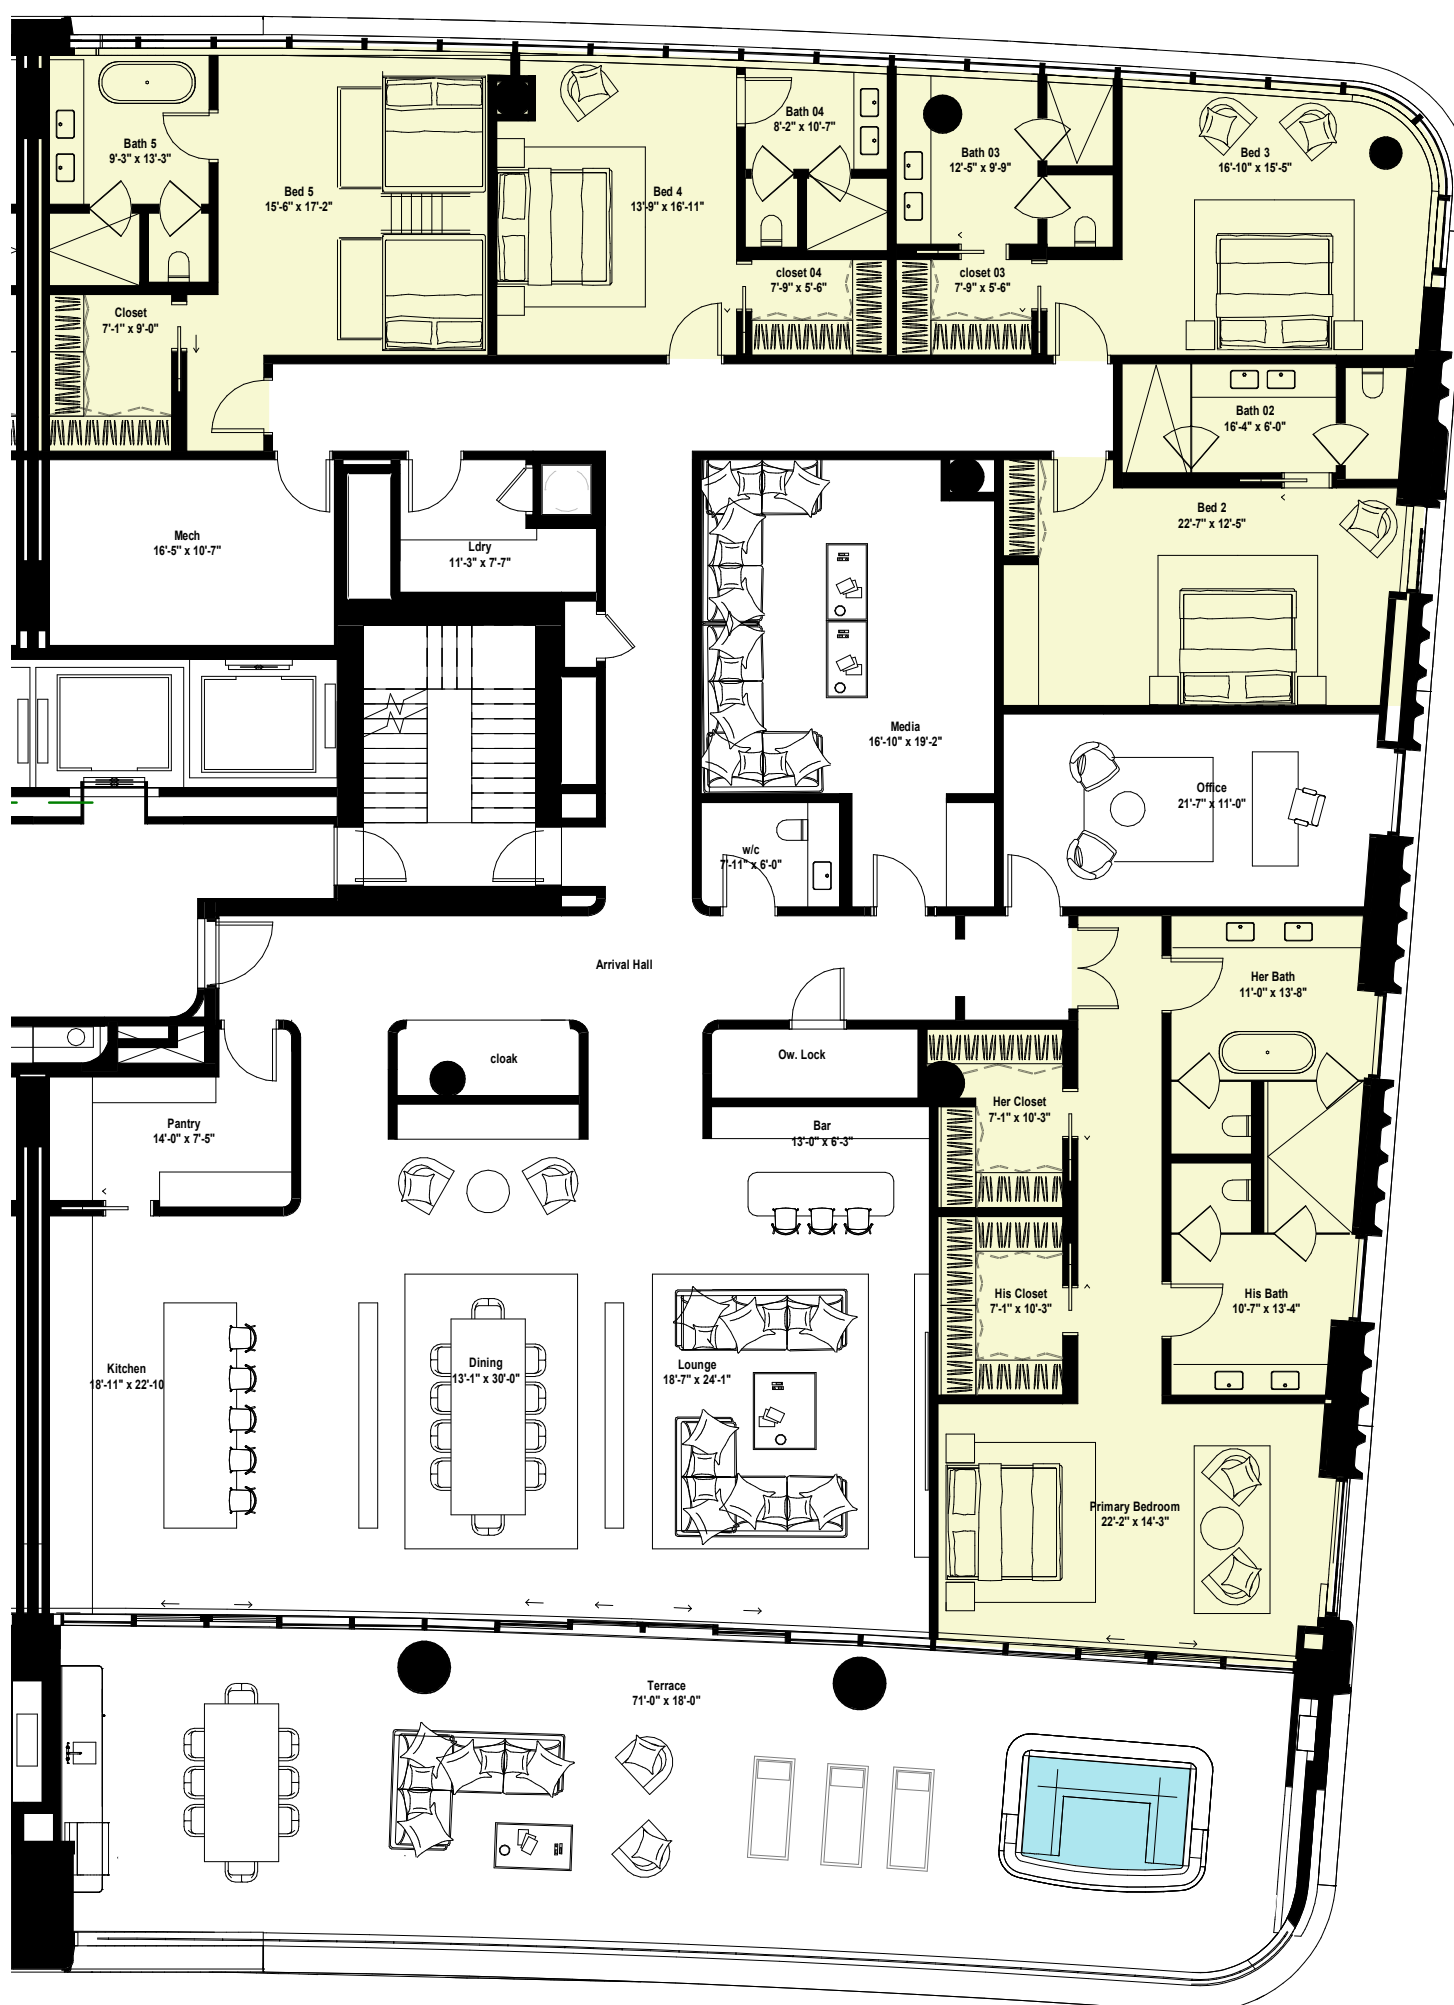 Bath 5
9'-3" x 13'-3"
Bed 5
15'-6" x 17'-2"
Bed 4
13'-9" x 16'-11"
Bath 04
8'-2" x 10'-7"
Bath 03
12'-5" x 9'-9"
Bed 3
16'-10" x 15'-5"
Closet
7'-1" x 9'-0"
closet 04
7'-9" x 5'-6"
closet 03
7'-9" x 5'-6"
Bath 02
16'-4" x 6'-0"
Bed 2
22'-7" x 12'-5"
Mech
16'-5" x 10'-7"
Ldry
11'-3" x 7'-7"
Media
16'-10" x 19'-2"
Office
21'-7" x 11'-0"
w/c
7'-11" x 6'-0"
Arrival Hall
Her Bath
11'-0" x 13'-8"
cloak
Ow. Lock
Her Closet
7'-1" x 10'-3"
Pantry
14'-0" x 7'-5"
Bar
13'-0" x 6'-3"
His Closet
7'-1" x 10'-3"
His Bath
10'-7" x 13'-4"
Kitchen
18'-11" x 22'-10
Dining
13'-1" x 30'-0"
Lounge
18'-7" x 24'-1"
Primary Bedroom
22'-2" x 14'-3"
Terrace
71'-0" x 18'-0"